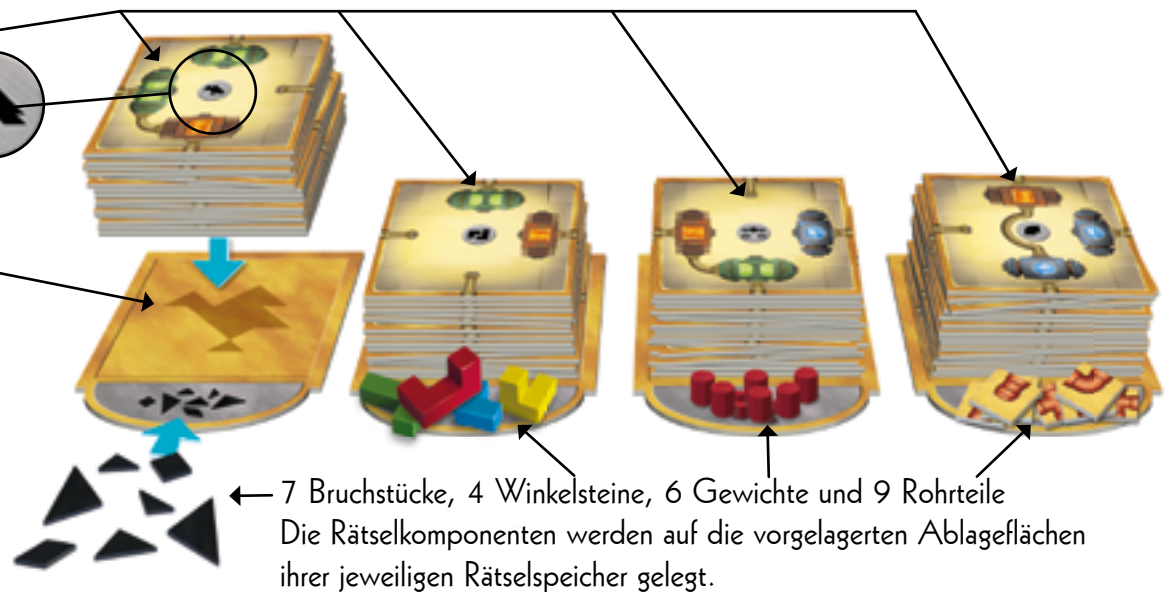 7 Bruchstücke, 4 Winkelsteine, 6 Gewichte und 9 Rohrteile
Die Rätselkomponenten werden auf die vorgelagerten Ablageflächen
ihrer jeweiligen Rätselspeicher gelegt.